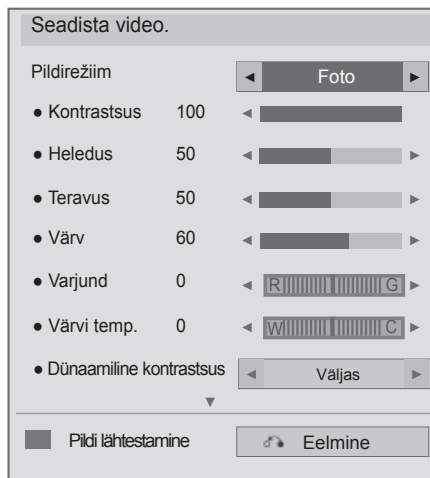 Seadista video.
Pildirežiim ◄ Foto ►
● Kontrastsus 100 ◄
● Heledus 50 ◄ ►
● Teravus 50 ◄ ►
● Värv 60 ◄ ►
● Varjund 0 ◄ R G ►
● Värvi temp. 0 ◄ W C ►
● Dünaamiline kontrastsus ◄ Väljas ►
▼
Pildi lähtestamine Eelmine